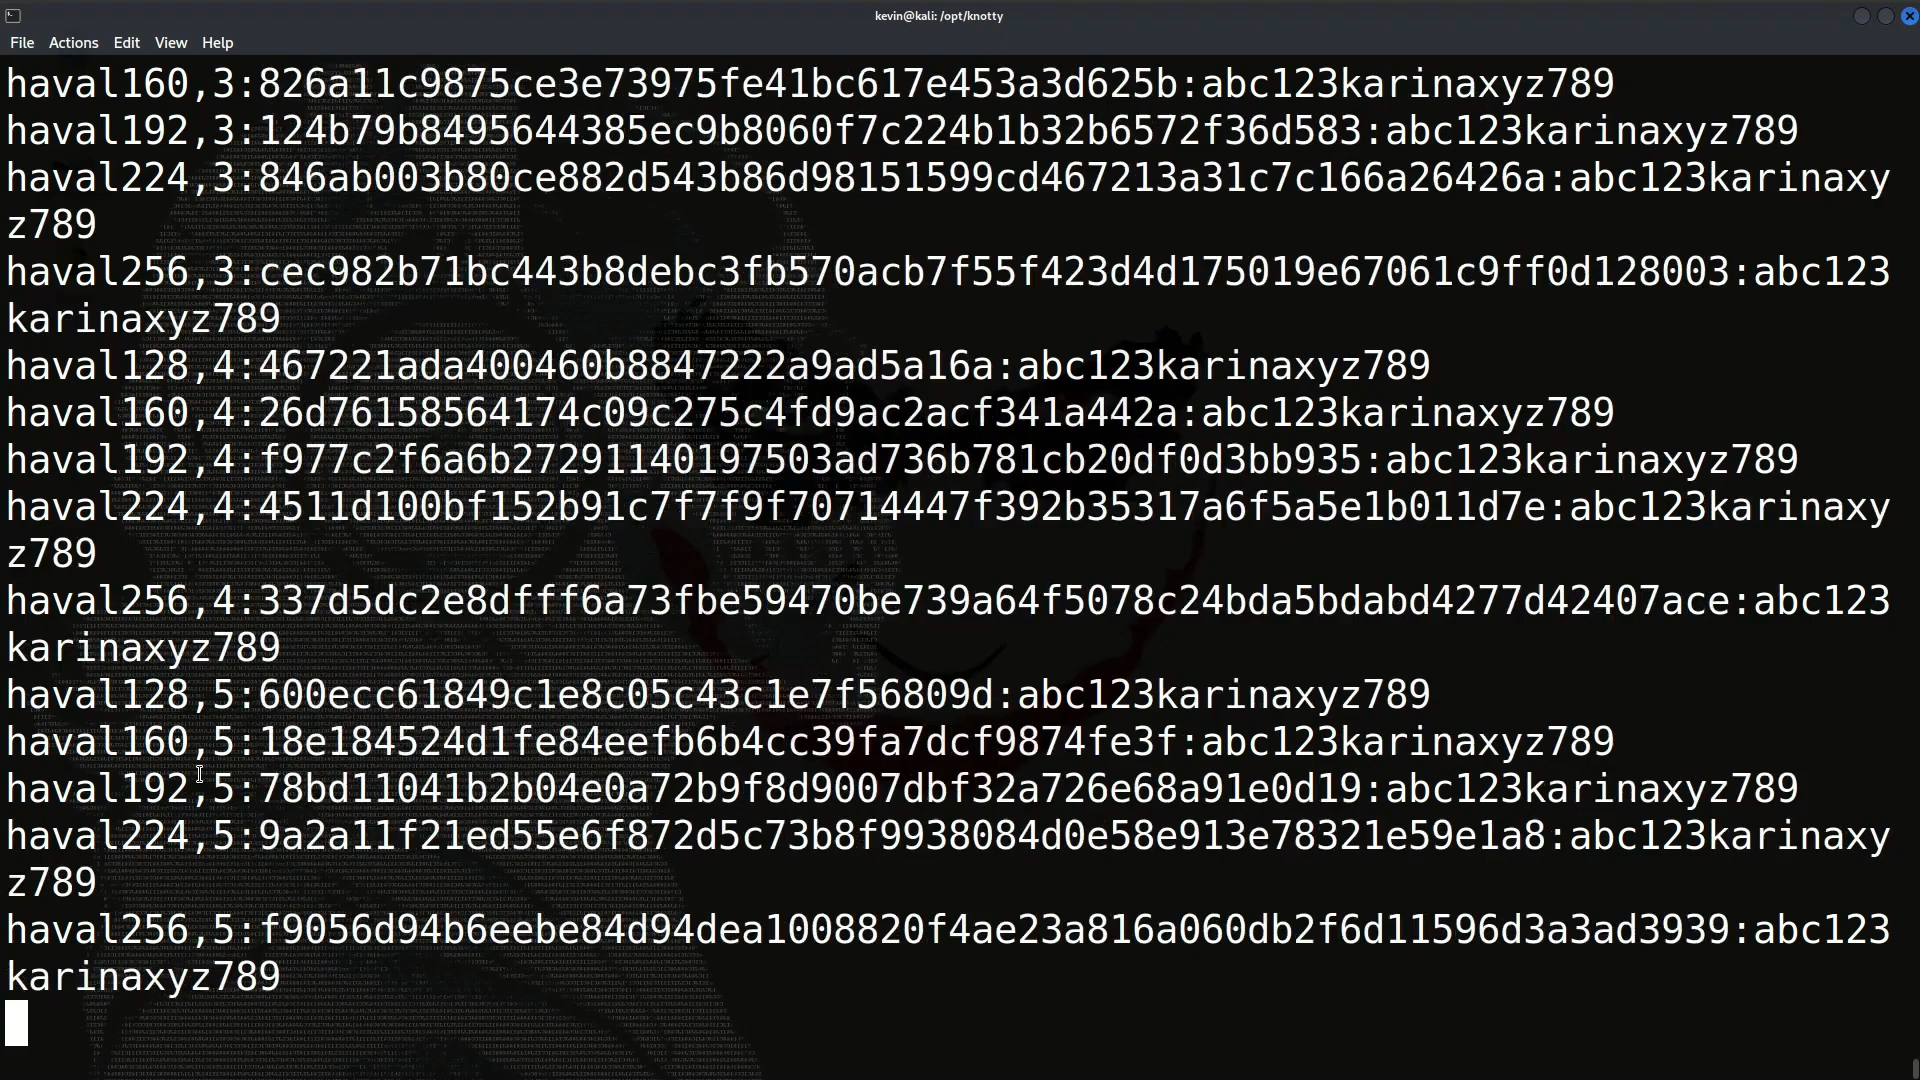 kevin@kali: /opt/knotty
File Actions Edit View Help
haval160,3:826a11c9875ce3e73975fe41bc617e453a3d625b:abc123karinaxyz789
haval192,3:124b79b8495644385ec9b8060f7c224b1b32b6572f36d583:abc123karinaxyz789
haval224,3:846ab003b80ce882d543b86d98151599cd467213a31c7c166a26426a:abc123karinaxy
z789
haval256,3:cec982b71bc443b8debc3fb570acb7f55f423d4d175019e67061c9ff0d128003:abc123
karinaxyz789
haval128,4:467221ada400460b8847222a9ad5a16a:abc123karinaxyz789
haval160,4:26d76158564174c09c275c4fd9ac2acf341a442a:abc123karinaxyz789
haval192,4:f977c2f6a6b27291140197503ad736b781cb20df0d3bb935:abc123karinaxyz789
haval224,4:4511d100bf152b91c7f7f9f70714447f392b35317a6f5a5e1b011d7e:abc123karinaxy
z789
haval256,4:337d5dc2e8dfff6a73fbe59470be739a64f5078c24bda5bdabd4277d42407ace:abc123
karinaxyz789
haval128,5:600ecc61849c1e8c05c43c1e7f56809d:abc123karinaxyz789
haval160,5:18e184524d1fe84eefb6b4cc39fa7dcf9874fe3f:abc123karinaxyz789
haval192,5:78bd11041b2b04e0a72b9f8d9007dbf32a726e68a91e0d19:abc123karinaxyz789
haval224,5:9a2a11f21ed55e6f872d5c73b8f9938084d0e58e913e78321e59e1a8:abc123karinaxy
z789
haval256,5:f9056d94b6eebe84d94dea1008820f4ae23a816a060db2f6d11596d3a3ad3939:abc123
karinaxyz789